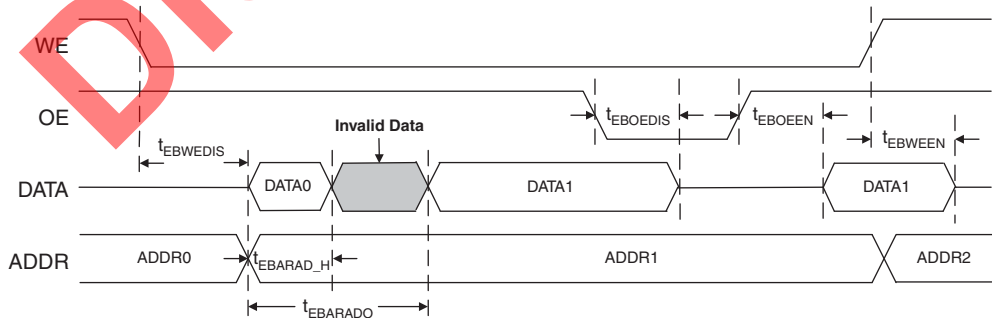 WE
OE
tEBOEDIS
tEBOEEN
Invalid Data
tEBWEDIS
tEBWEEN
DATA
DATA0
DATA1
DATA1
ADDR
ADDR0
tEBARAD_H
ADDR1
ADDR2
tEBARADO